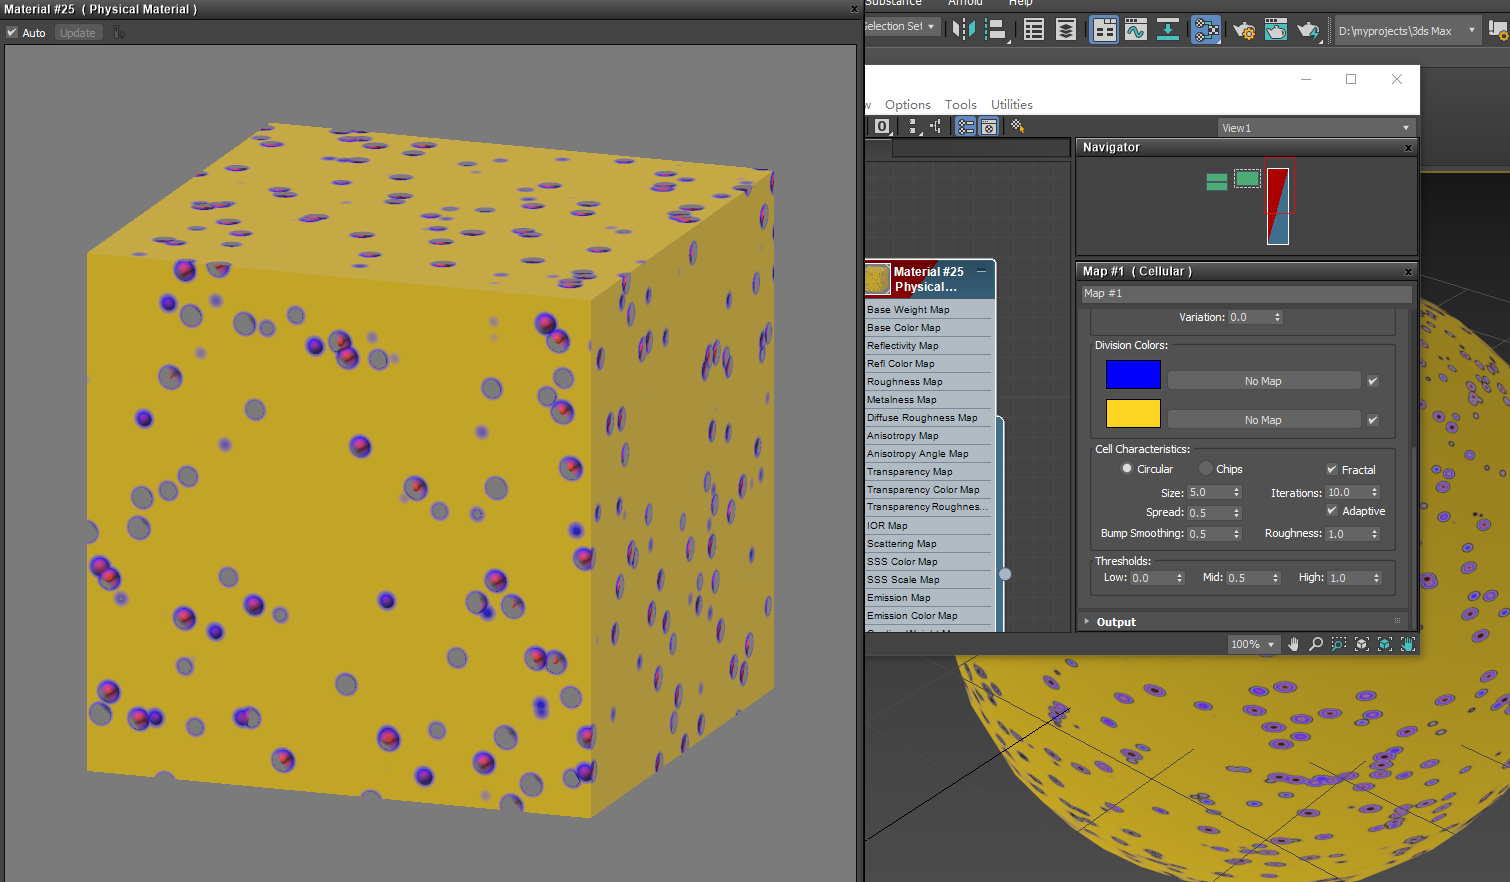 Material #25 ( Physical Material )
x
Auto
Update
Substance
Arnold
Help
Selection Set
D:\myprojects\3ds Max
w Options Tools Utilities
0
View1
Navigator
x
Map #1 ( Cellular )
x
Map #1
Variation: 0.0
Division Colors:
No Map
No Map
Cell Characteristics:
Circular
Chips
Fractal
Size: 5.0
Iterations: 10.0
Spread: 0.5
Adaptive
Bump Smoothing: 0.5
Roughness: 1.0
Thresholds:
Low: 0.0
Mid: 0.5
High: 1.0
Output
100%
Material #25
Physical...
Base Weight Map
Base Color Map
Reflectivity Map
Refl Color Map
Roughness Map
Metalness Map
Diffuse Roughness Map
Anisotropy Map
Anisotropy Angle Map
Transparency Map
Transparency Color Map
Transparency Roughnes...
IOR Map
Scattering Map
SSS Color Map
SSS Scale Map
Emission Map
Emission Color Map